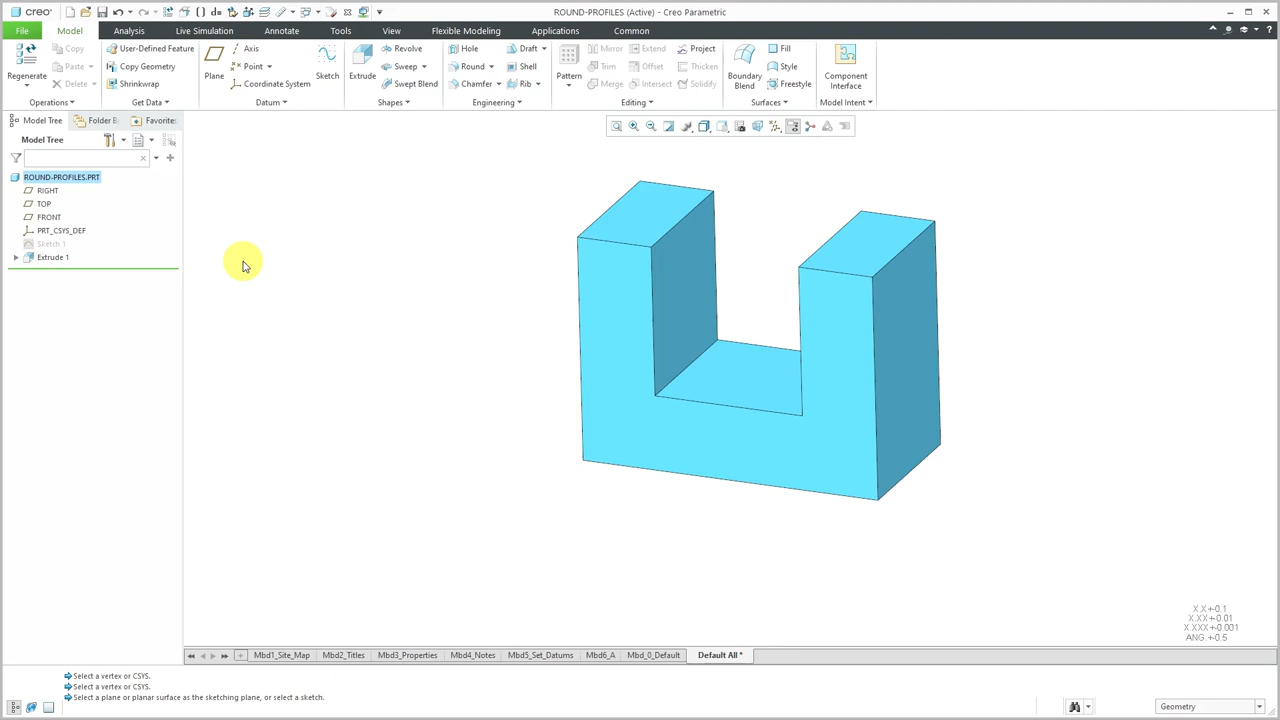 creo ROUND-PROFILES (Active) - Creo Parametric
File Model Analysis Live Simulation Annotate Tools View Flexible Modeling Applications Common
Copy User-Defined Feature Axis Revolve Hole Draft Mirror Extend Project Fill
Paste Copy Geometry Point Sweep Round Shell Trim Offset Thicken Style
Regenerate Delete Shrinkwrap Plane Coordinate System Sketch Extrude Swept Blend Chamfer Rib Pattern Merge Intersect Solidify Boundary Blend Freestyle Component Interface
Operations Get Data Datum Shapes Engineering Editing Surfaces Model Intent
Model Tree Folder B Favorite
Model Tree
ROUND-PROFILES.PRT
RIGHT
TOP
FRONT
PRT_CSYS_DEF
Sketch 1
Extrude 1
X.X+-0.1
X.XX+-0.01
X.XXX+-0.001
ANG.+-0.5
Mbd1_Site_Map Mbd2_Titles Mbd3_Properties Mbd4_Notes Mbd5_Set_Datums Mbd6_A Mbd_0_Default Default All *
Select a vertex or CSYS.
Select a vertex or CSYS.
Select a plane or planar surface as the sketching plane, or select a sketch.
Geometry